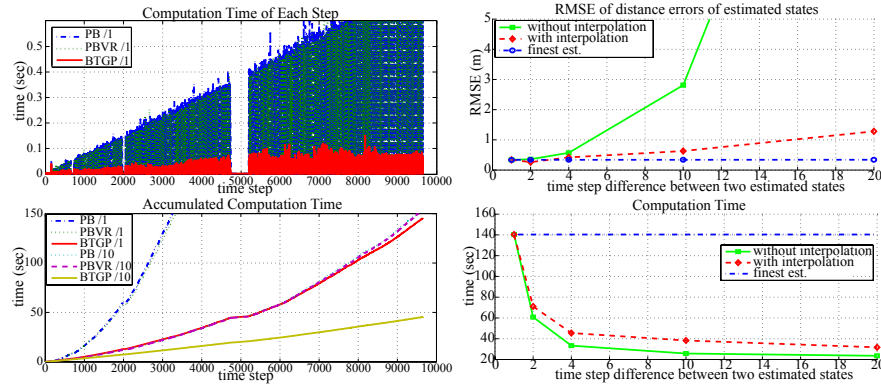 Computation Time of Each Step
time (sec)
0.5
0.4
0.3
0.2
0.1
0
PB /1
PBVR /1
BTGP /1
0 1000 2000 3000 4000 5000 6000 7000 8000 9000 10000
time step
RMSE of distance errors of estimated states
RMSE (m)
5
4
3
2
1
0
without interpolation
with interpolation
finest est.
0 2 4 6 8 10 12 14 16 18 20
time step difference between two estimated states
Accumulated Computation Time
time (sec)
150
100
50
0
PB /1
PBVR /1
BTGP /1
PB /10
PBVR /10
BTGP /10
0 1000 2000 3000 4000 5000 6000 7000 8000 9000 10000
time step
Computation Time
time (sec)
160
140
120
100
80
60
40
20
without interpolation
with interpolation
finest est.
0 2 4 6 8 10 12 14 16 18 20
time step difference between two estimated states